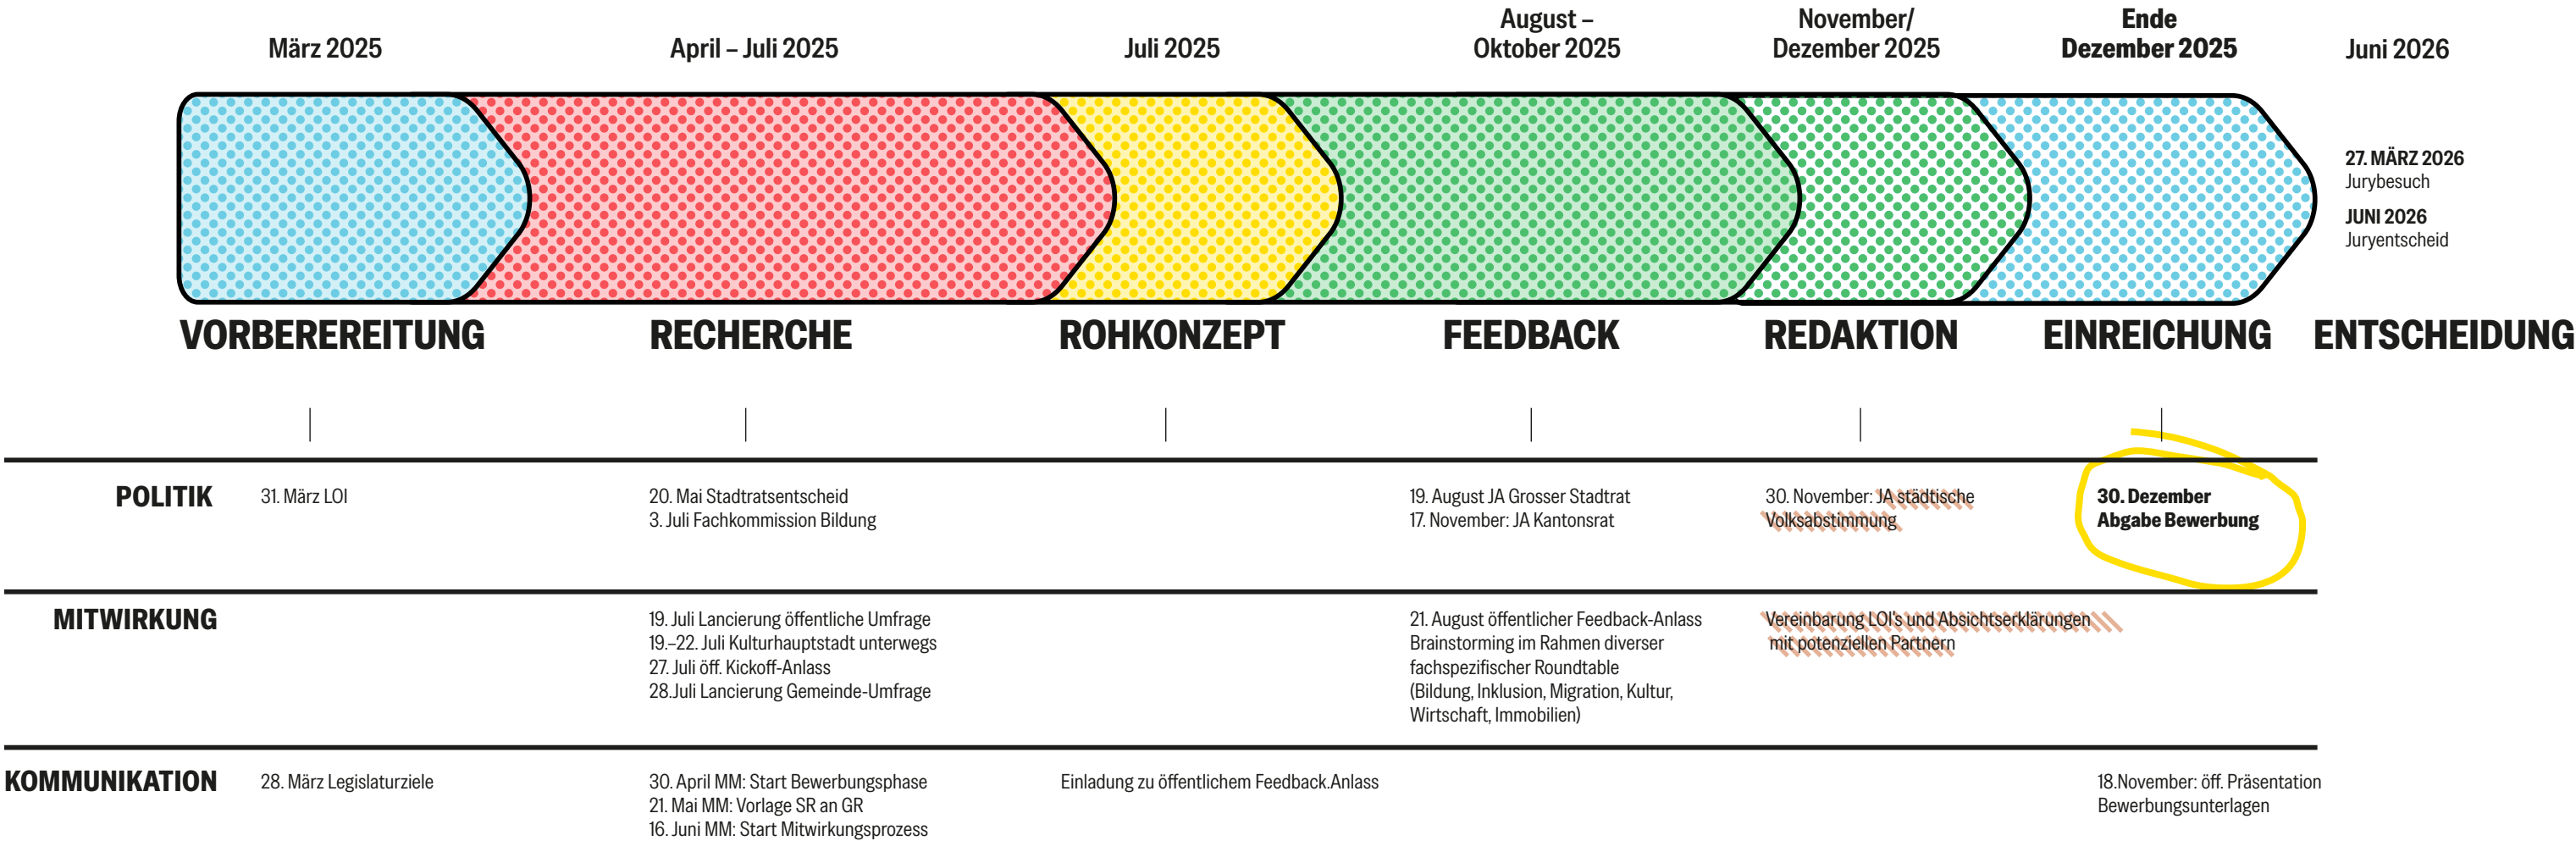 März 2025
April – Juli 2025
Juli 2025
August –
Oktober 2025
November/
Dezember 2025
Ende
Dezember 2025
Juni 2026
27. MÄRZ 2026
Jurybesuch
JUNI 2026
Juryentscheid
VORBEREREITUNG
RECHERCHE
ROHKONZEPT
FEEDBACK
REDAKTION
EINREICHUNG
ENTSCHEIDUNG
POLITIK
31. März LOI
20. Mai Stadtratsentscheid
3. Juli Fachkommission Bildung
19. August JA Grosser Stadtrat
17. November: JA Kantonsrat
30. November: JA städtische
Volksabstimmung
30. Dezember
Abgabe Bewerbung
MITWIRKUNG
19. Juli Lancierung öffentliche Umfrage
19.–22. Juli Kulturhauptstadt unterwegs
27. Juli öff. Kickoff-Anlass
28.Juli Lancierung Gemeinde-Umfrage
21. August öffentlicher Feedback-Anlass
Brainstorming im Rahmen diverser
fachspezifischer Roundtable
(Bildung, Inklusion, Migration, Kultur,
Wirtschaft, Immobilien)
Vereinbarung LOI's und Absichtserklärungen
mit potenziellen Partnern
KOMMUNIKATION
28. März Legislaturziele
30. April MM: Start Bewerbungsphase
21. Mai MM: Vorlage SR an GR
16. Juni MM: Start Mitwirkungsprozess
Einladung zu öffentlichem Feedback.Anlass
18.November: öff. Präsentation
Bewerbungsunterlagen